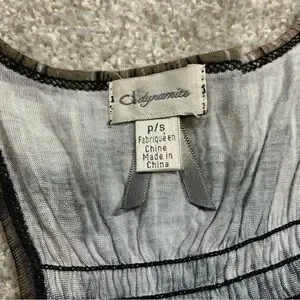 dynamite
P/S
Fabriqué en
Chine
Made in
China